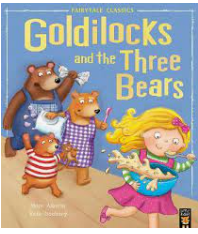 FAIRYTALE CLASSICS
Goldilocks
and the Three
Bears